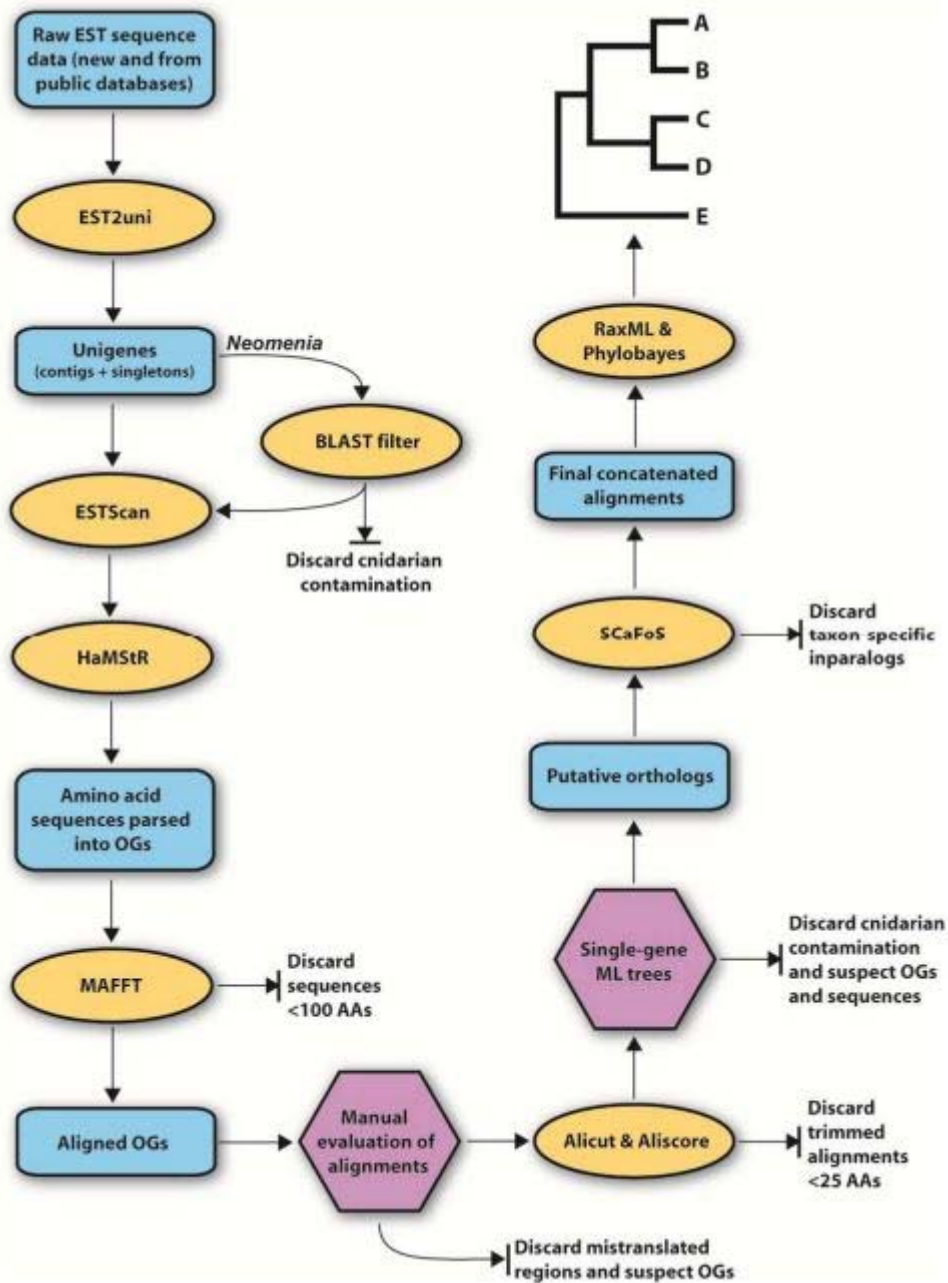 Raw EST sequence
data (new and from
public databases)
EST2uni
Unigenes
(contigs + singletons)
Neomenia
BLAST filter
Discard cnidarian
contamination
ESTScan
HaMStR
Amino acid
sequences parsed
into OGs
MAFFT
Discard
sequences
<100 AAs
Aligned OGs
Manual
evaluation of
alignments
Discard mistranslated
regions and suspect OGs
Alicut & Aliscore
Discard
trimmed
alignments
<25 AAs
Single-gene
ML trees
Discard cnidarian
contamination
and suspect OGs
and sequences
Putative orthologs
SCaFoS
Discard
taxon-specific
inparalogs
Final concatenated
alignments
RaxML &
Phylobayes
A
B
C
D
E